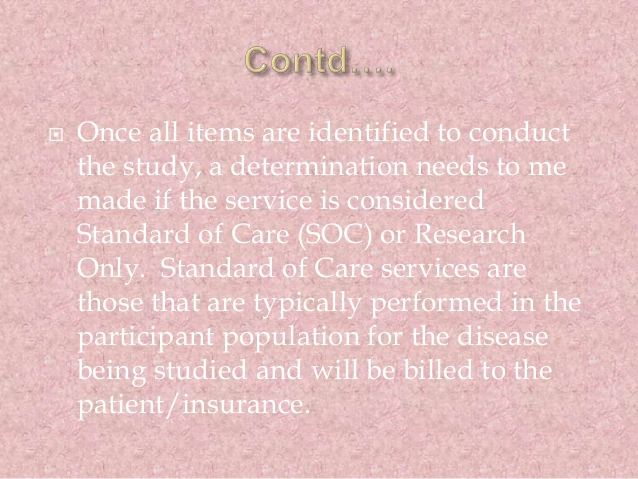 Contd....
Once all items are identified to conduct
the study, a determination needs to me
made if the service is considered
Standard of Care (SOC) or Research
Only.  Standard of Care services are
those that are typically performed in the
participant population for the disease
being studied and will be billed to the
patient/insurance.